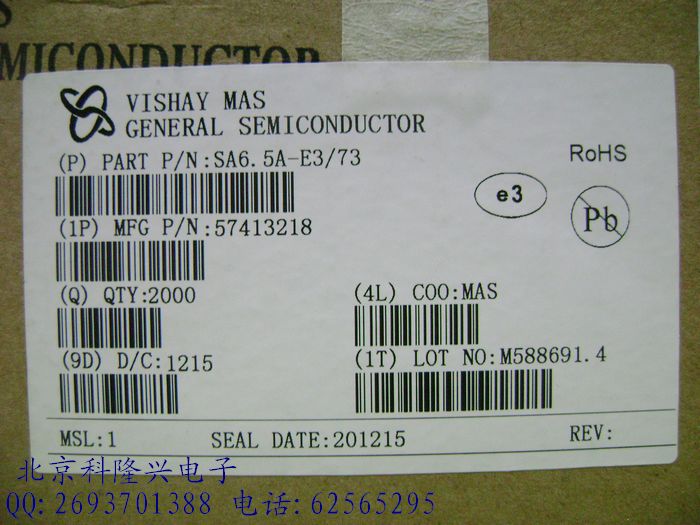 S
MICONDUCTOR
VISHAY MAS
GENERAL SEMICONDUCTOR
(P) PART P/N:SA6.5A-E3/73
RoHS
e3
Pb
(1P) MFG P/N:57413218
(Q) QTY:2000
(4L) COO:MAS
(9D) D/C:1215
(1T) LOT NO:M588691.4
MSL:1 SEAL DATE:201215 REV:
北京科隆兴电子
QQ:2693701388 电话:62565295